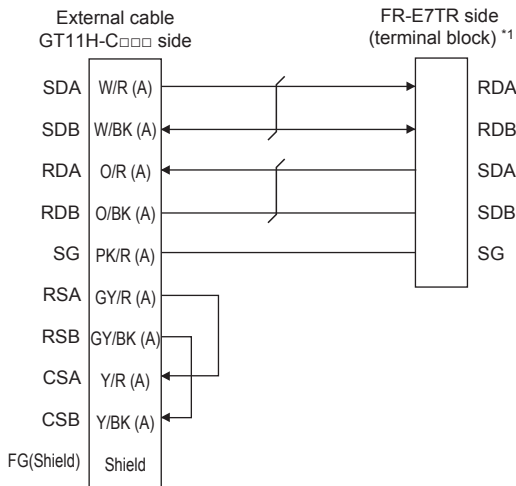 External cable
GT11H-C□□□ side
FR-E7TR side
(terminal block) *1
SDA W/R (A) RDA
SDB W/BK (A) RDB
RDA O/R (A) SDA
RDB O/BK (A) SDB
SG PK/R (A) SG
RSA GY/R (A)
RSB GY/BK (A)
CSA Y/R (A)
CSB Y/BK (A)
FG(Shield) Shield